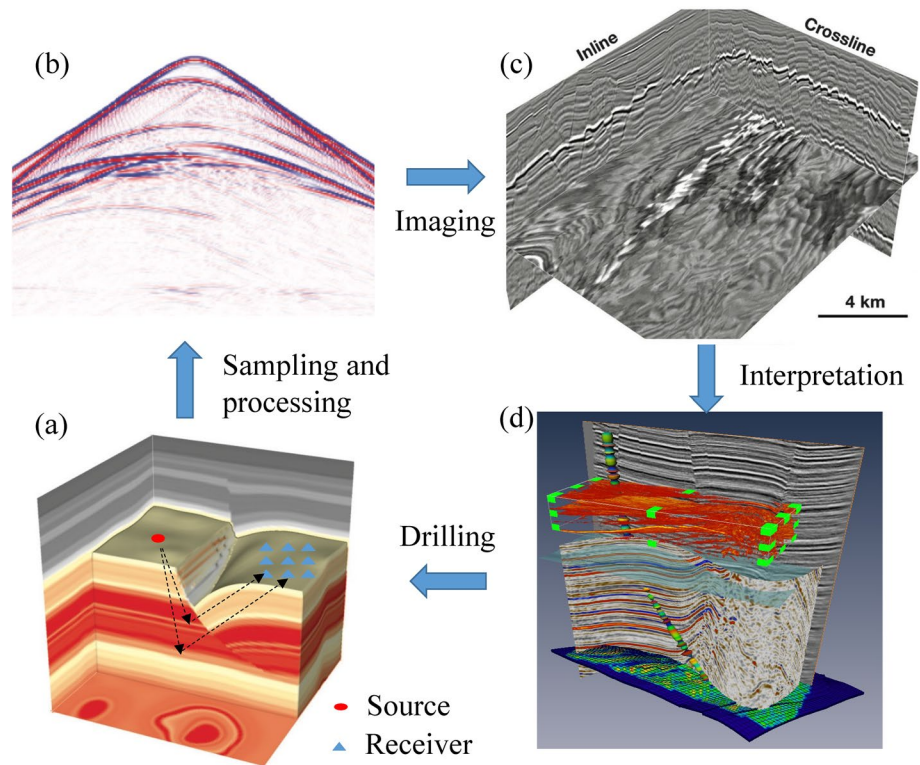 (b)
Inline
Crossline
(c)
Imaging
4 km
Sampling and
processing
Interpretation
(a)
(d)
Drilling
Source
Receiver